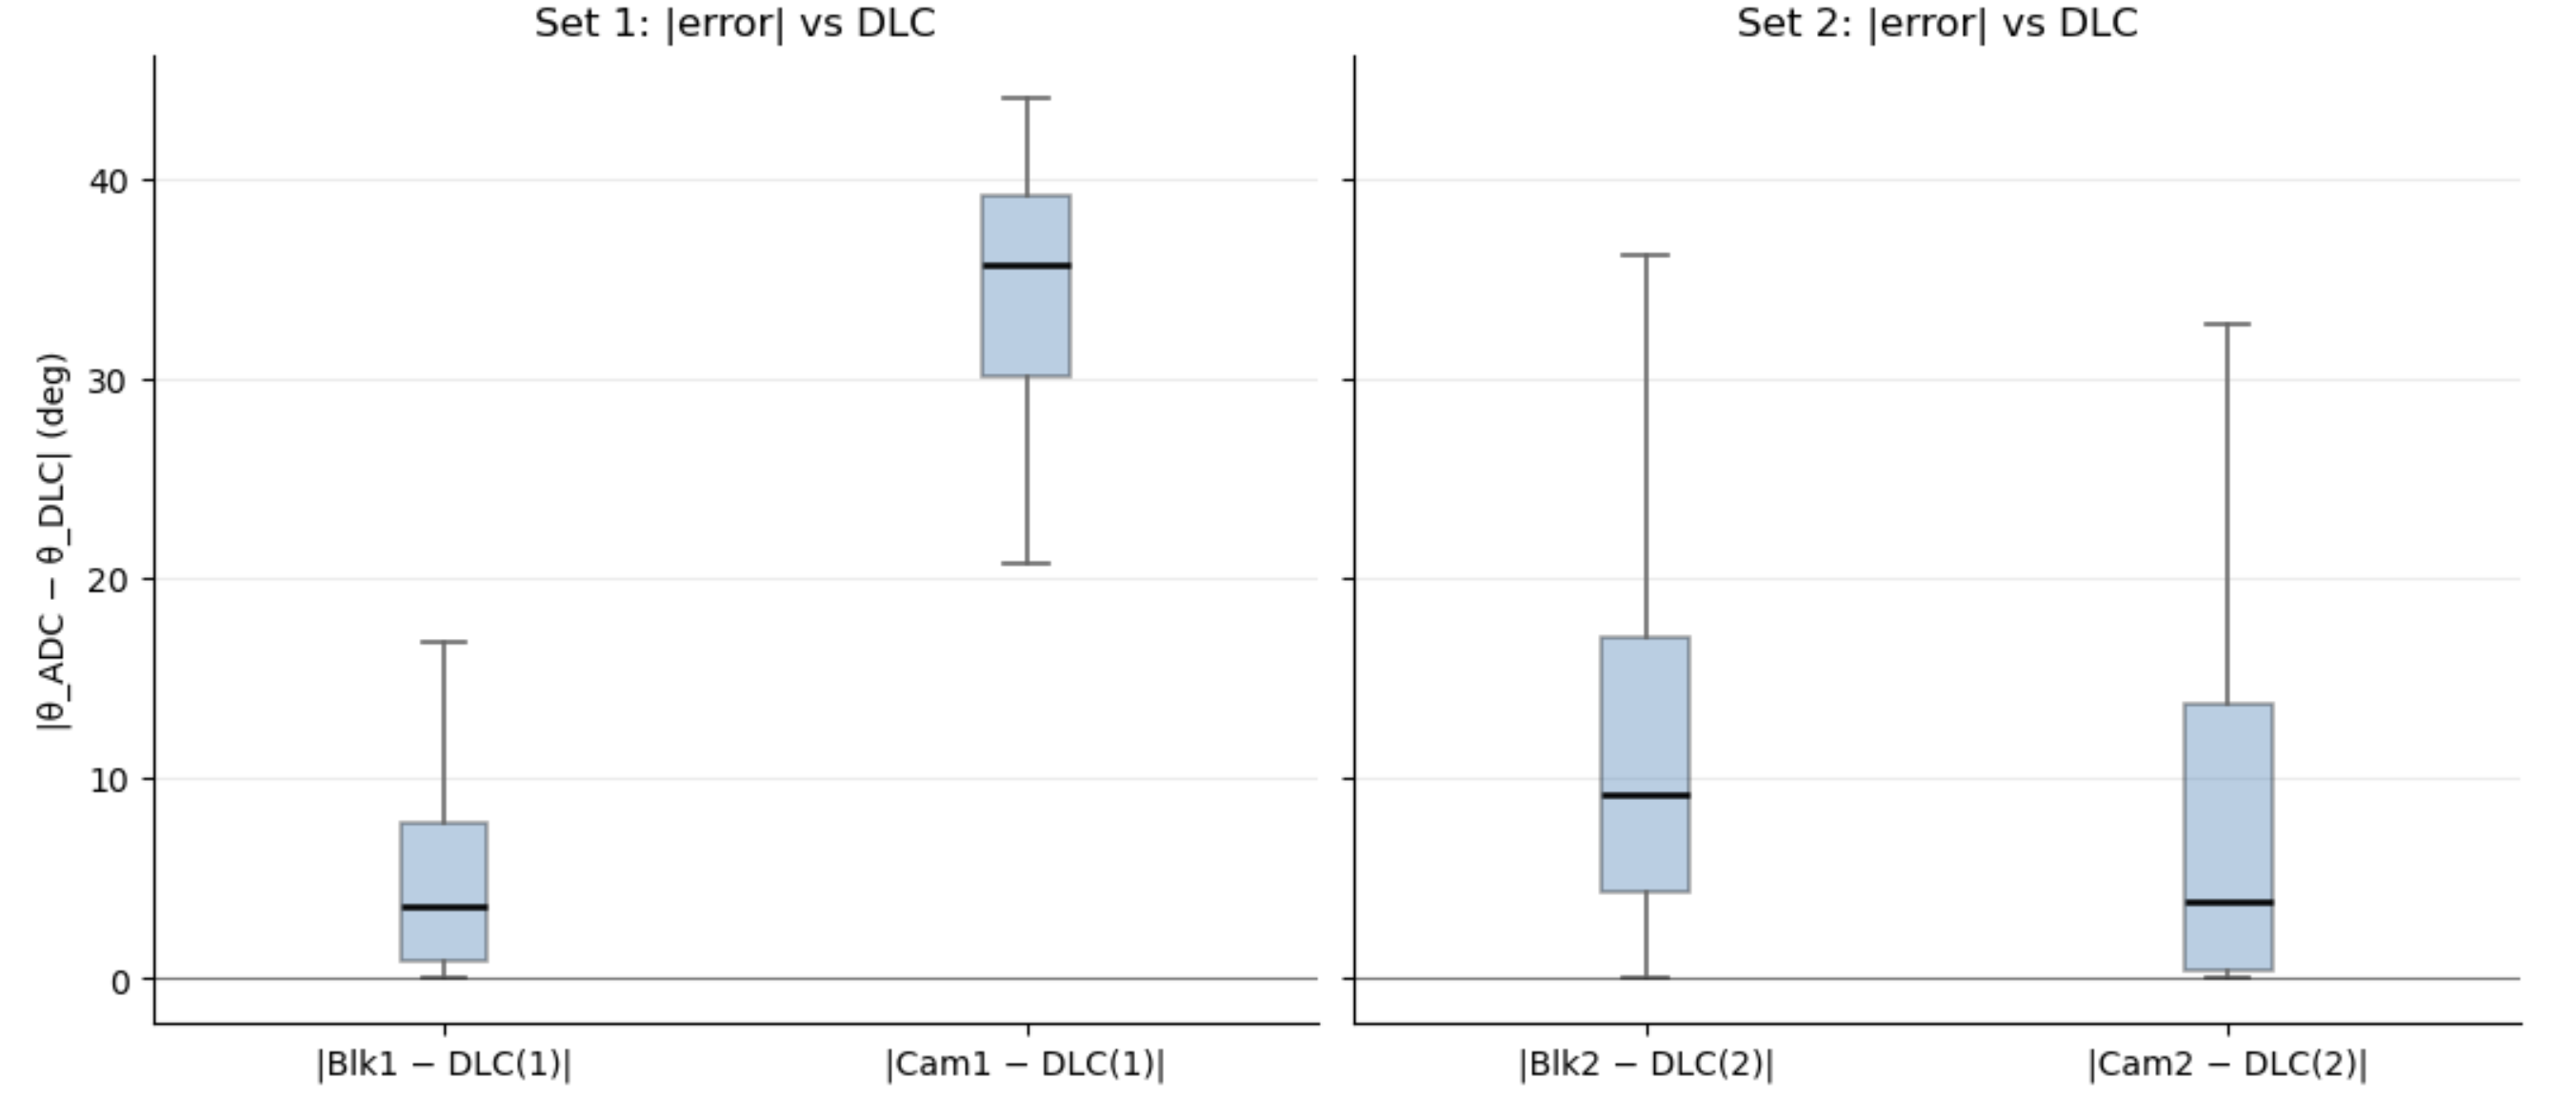 Set 1: |error| vs DLC
Set 2: |error| vs DLC
|θ_ADC − θ_DLC| (deg)
40
30
20
10
0
|Blk1 − DLC(1)|
|Cam1 − DLC(1)|
|Blk2 − DLC(2)|
|Cam2 − DLC(2)|